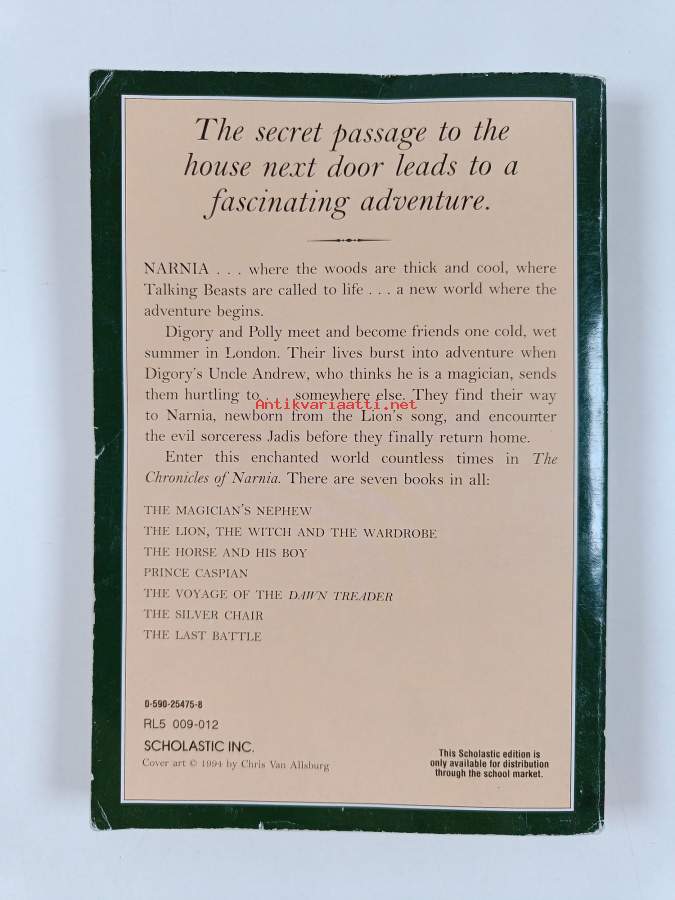 The secret passage to the
house next door leads to a
fascinating adventure.
NARNIA . . . where the woods are thick and cool, where
Talking Beasts are called to life . . . a new world where the
adventure begins.
Digory and Polly meet and become friends one cold, wet
summer in London. Their lives burst into adventure when
Digory's Uncle Andrew, who thinks he is a magician, sends
them hurtling to . . . somewhere else. They find their way
Antikvariaatti.net
to Narnia, newborn from the Lion's song, and encounter
the evil sorceress Jadis before they finally return home.
Enter this enchanted world countless times in The
Chronicles of Narnia. There are seven books in all:
THE MAGICIAN'S NEPHEW
THE LION, THE WITCH AND THE WARDROBE
THE HORSE AND HIS BOY
PRINCE CASPIAN
THE VOYAGE OF THE DAWN TREADER
THE SILVER CHAIR
THE LAST BATTLE
0-590-25475-8
RL5 009-012
SCHOLASTIC INC.
Cover art © 1994 by Chris Van Allsburg
This Scholastic edition is
only available for distribution
through the school market.